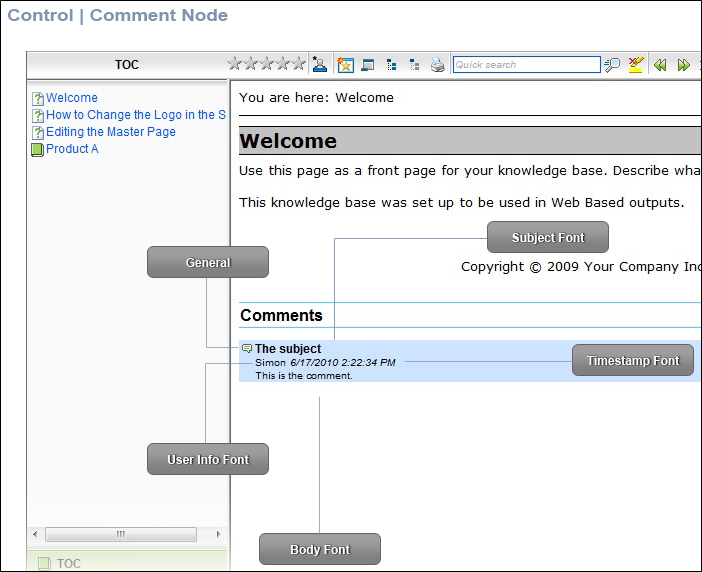 Control | Comment Node
TOC
Quick search
Welcome
How to Change the Logo in the S
Editing the Master Page
Product A
You are here: Welcome
Welcome
Use this page as a front page for your knowledge base. Describe wha
This knowledge base was set up to be used in Web Based outputs.
Subject Font
General
Copyright © 2009 Your Company Inc
Comments
The subject
Simon 6/17/2010 2:22:34 PM
This is the comment.
Timestamp Font
User Info Font
Body Font
TOC